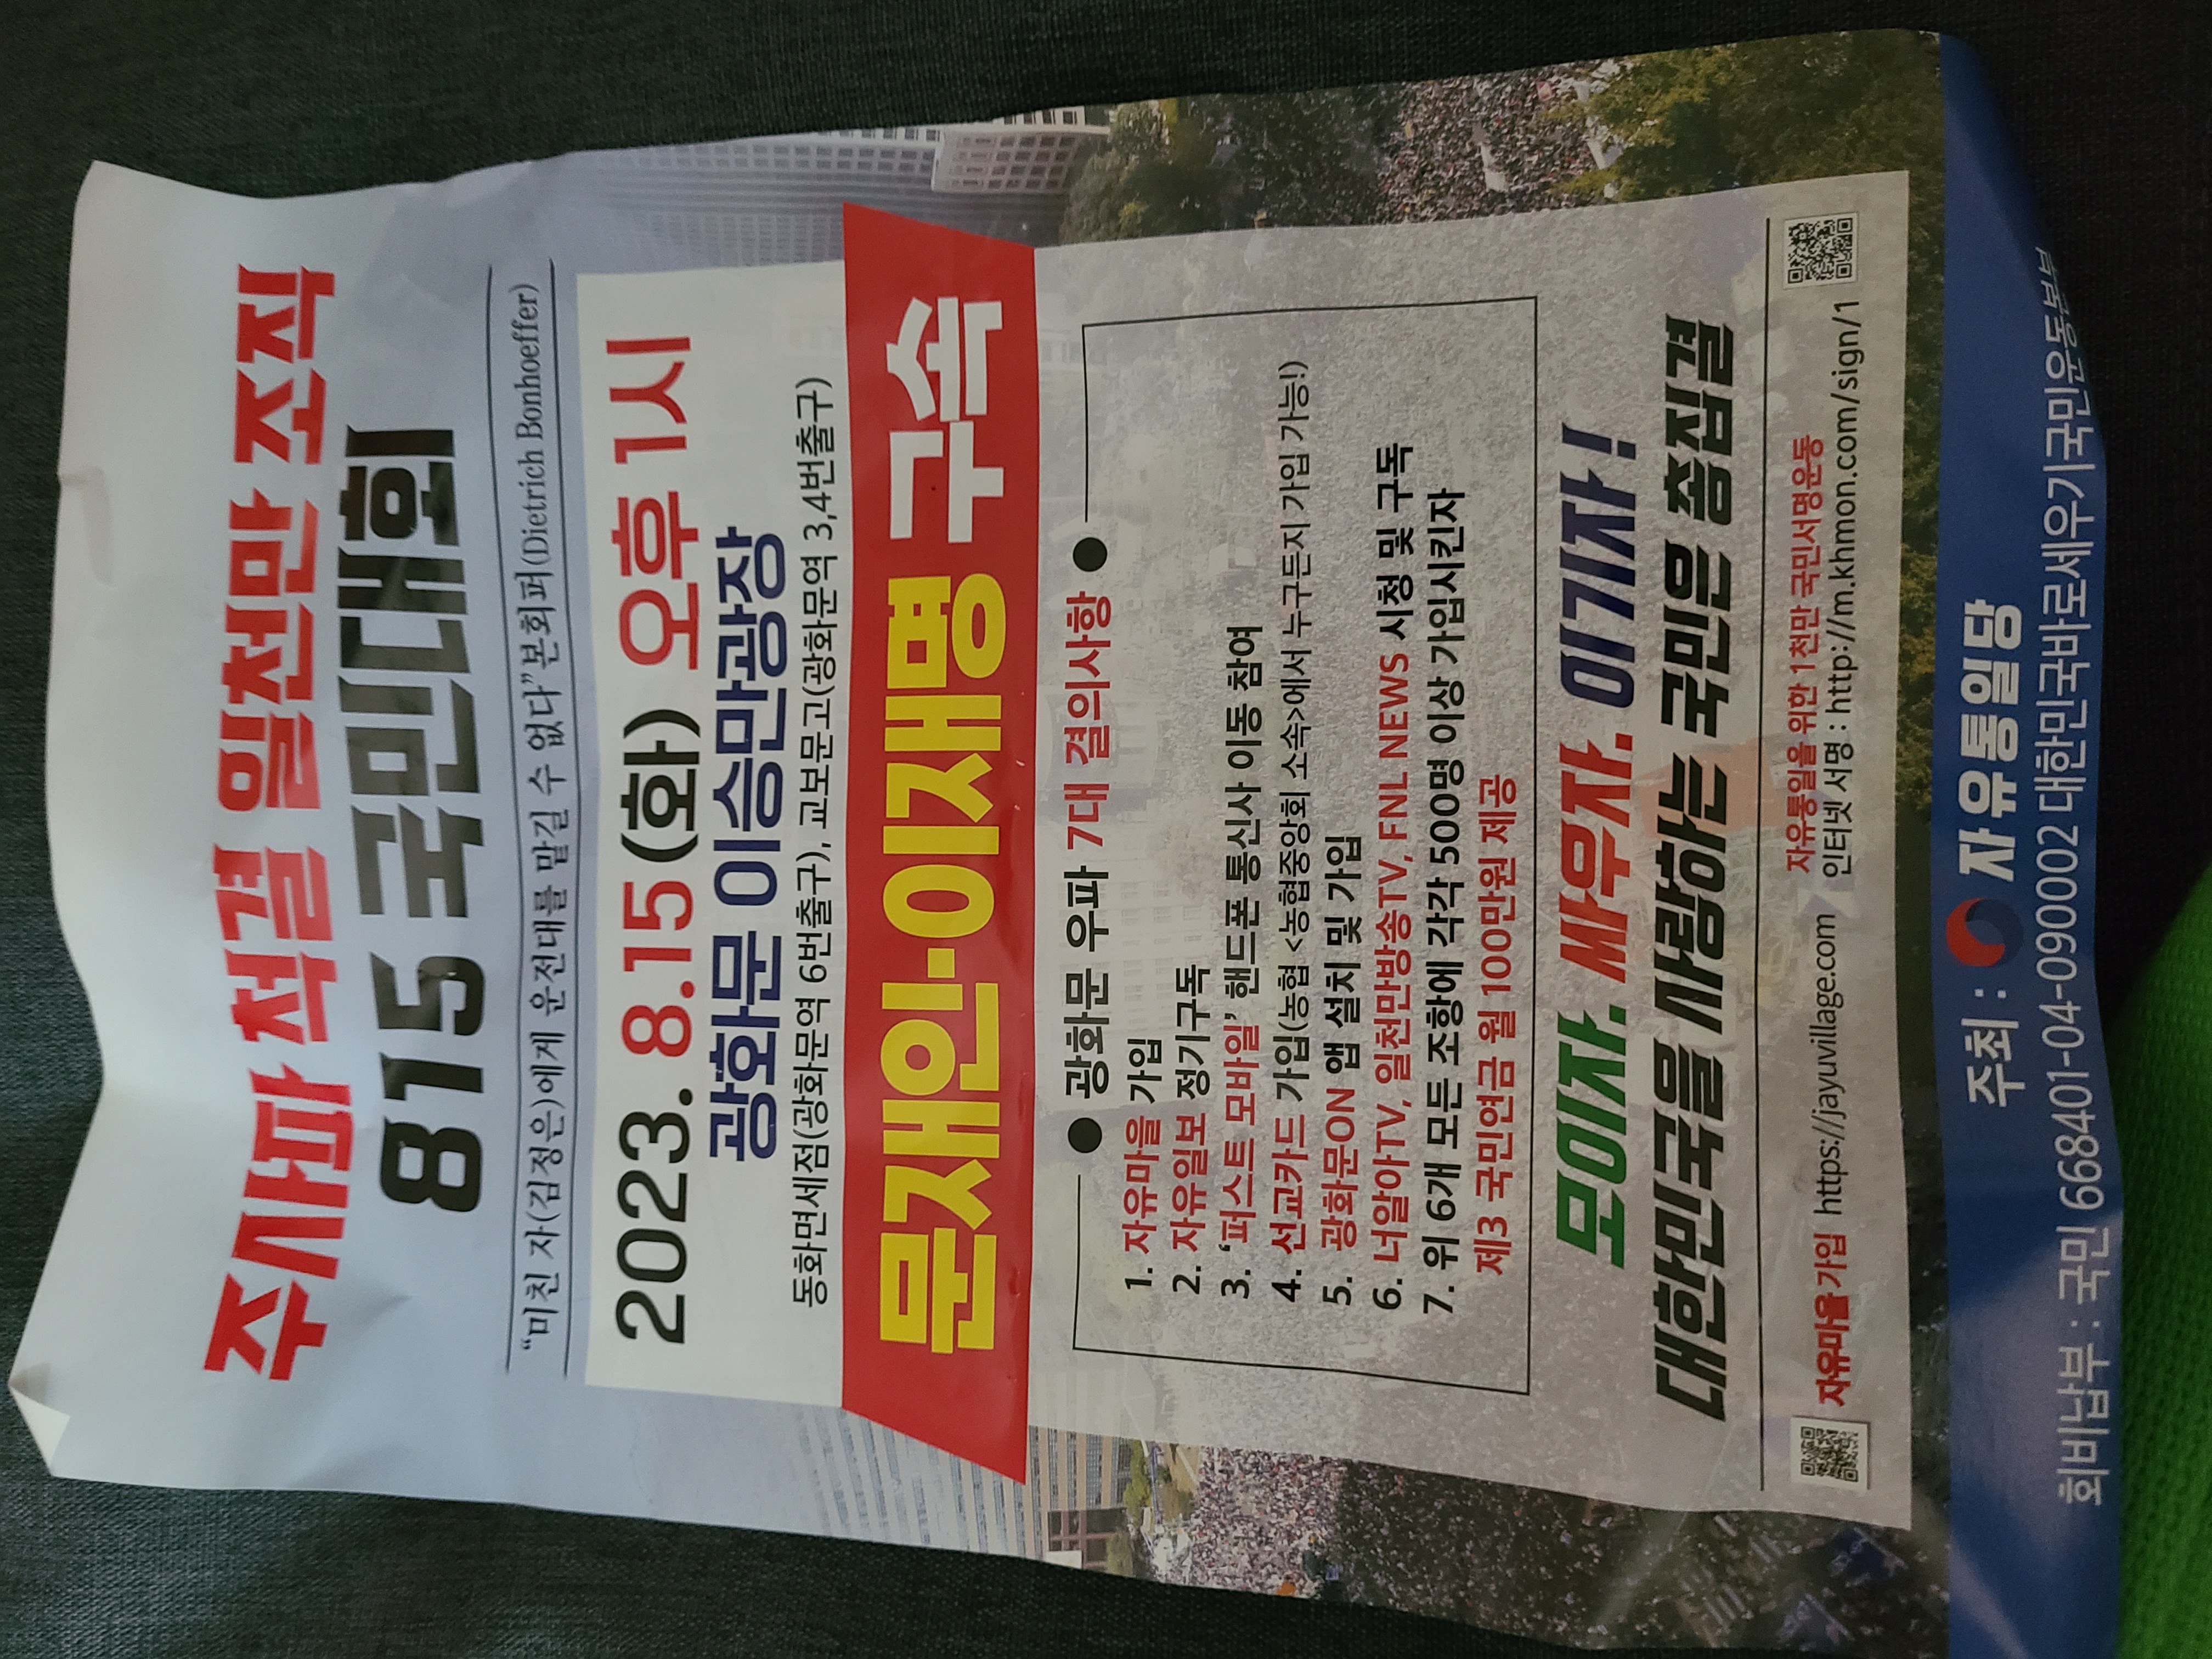 주사파 척결 일천만 조직
815 국민대회
“미친 자(김정은)에게 운전대를 맡길 수 없다”본회퍼(Dietrich Bonhoeffer)
2023. 8.15(화) 오후 1시
광화문 이승만광장
동화면세점(광화문역 6번출구), 교보문고(광화문역 3,4번출구)
문재인·이재명 구속
● 광화문 우파 7대 결의사항 ●
1. 자유마을 가입
2. 자유일보 정기구독
3. ‘퍼스트 모바일’ 핸드폰 통신사 이동 참여
4. 선교카드 가입(농협 <농협중앙회 소속>에서 누구든지 가입 가능!)
5. 광화문ON 앱 설치 및 가입
6. 너알아TV, 일천만방송TV, FNL NEWS 시청 및 구독
7. 위 6개 모든 조항에 각각 500명 이상 가입시킨자
제3 국민연금 월 100만원 제공
모이자. 싸우자. 이기자!
대한민국을 사랑하는 국민은 총집결
자유마을 가입 https://jayuvillage.com
자유통일을 위한 1천만 국민서명운동
인터넷 서명 : http://m.khmon.com/sign/1
주최 : 자유통일당
회비납부 : 국민 668401-04-090002 대한민국바로세우기국민운동본부